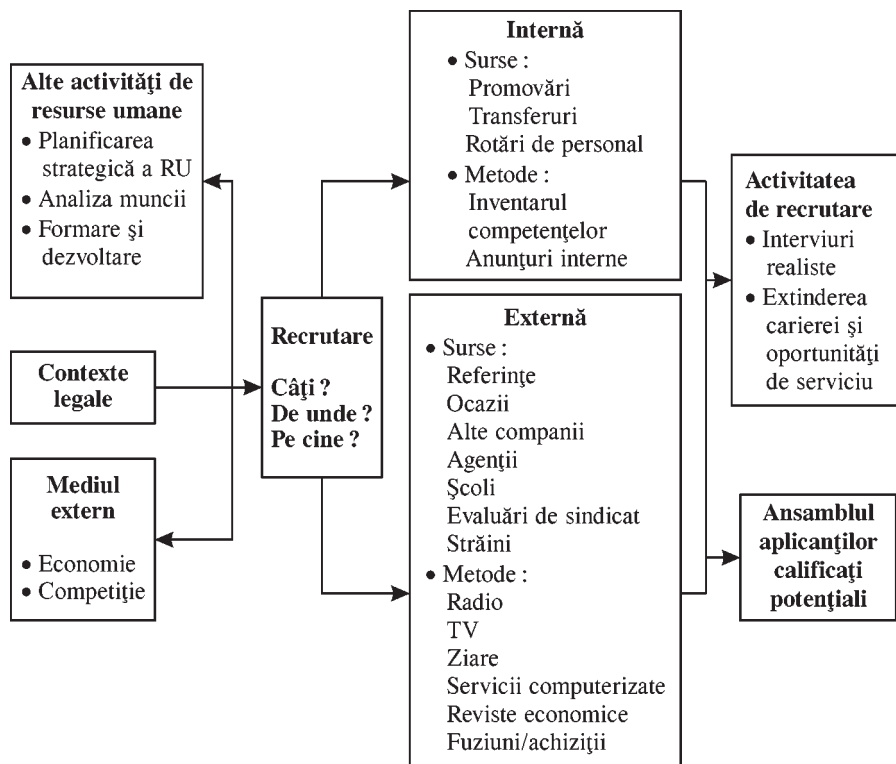 Alte activităţi de
resurse umane
• Planificarea
strategică a RU
• Analiza muncii
• Formare şi
dezvoltare
Contexte
legale
Mediul
extern
• Economie
• Competiţie
Recrutare
Câţi ?
De unde ?
Pe cine ?
Internă
• Surse :
Promovări
Transferuri
Rotări de personal
• Metode :
Inventarul
competenţelor
Anunţuri interne
Externă
• Surse :
Referinţe
Ocazii
Alte companii
Agenţii
Şcoli
Evaluări de sindicat
Străini
• Metode :
Radio
TV
Ziare
Servicii computerizate
Reviste economice
Fuziuni/achiziţii
Activitatea
de recrutare
• Interviuri
realiste
• Extinderea
carierei şi
oportunităţi
de serviciu
Ansamblul
aplicanţilor
calificaţi
potenţiali